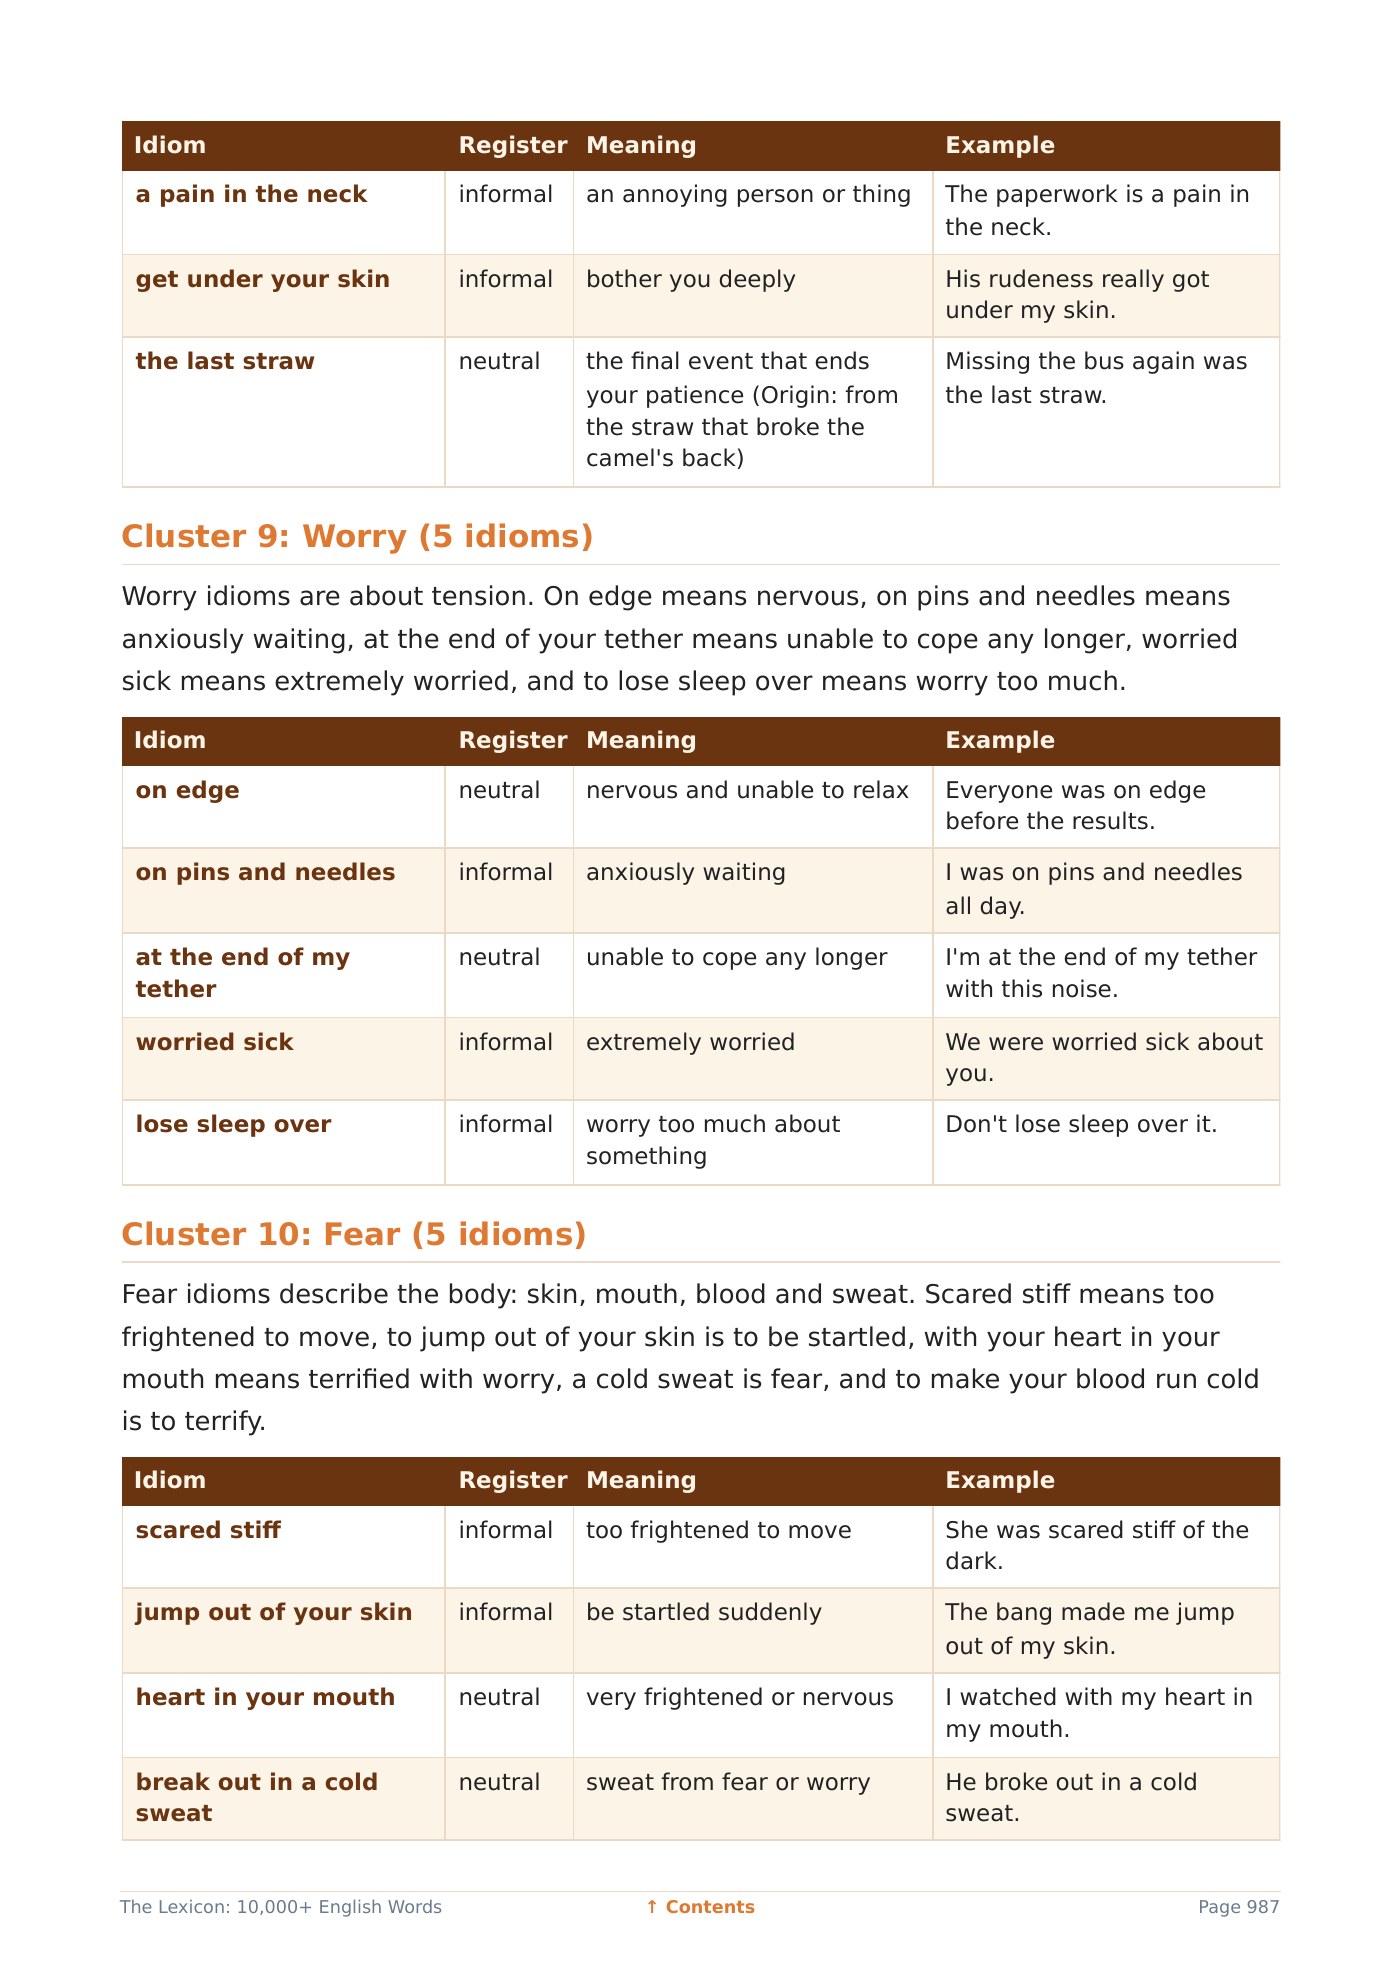 Idiom Register Meaning Example
a pain in the neck informal an annoying person or thing The paperwork is a pain in
the neck.
get under your skin informal bother you deeply His rudeness really got
under my skin.
the last straw neutral the final event that ends Missing the bus again was
your patience (Origin: from the last straw.
the straw that broke the
camel's back)
Cluster 9: Worry (5 idioms)
Worry idioms are about tension. On edge means nervous, on pins and needles means
anxiously waiting, at the end of your tether means unable to cope any longer, worried
sick means extremely worried, and to lose sleep over means worry too much.
Idiom Register Meaning Example
on edge neutral nervous and unable to relax Everyone was on edge
before the results.
on pins and needles informal anxiously waiting I was on pins and needles
all day.
at the end of my neutral unable to cope any longer I'm at the end of my tether
tether with this noise.
worried sick informal extremely worried We were worried sick about
you.
lose sleep over informal worry too much about Don't lose sleep over it.
something
Cluster 10: Fear (5 idioms)
Fear idioms describe the body: skin, mouth, blood and sweat. Scared stiff means too
frightened to move, to jump out of your skin is to be startled, with your heart in your
mouth means terrified with worry, a cold sweat is fear, and to make your blood run cold
is to terrify.
Idiom Register Meaning Example
scared stiff informal too frightened to move She was scared stiff of the
dark.
jump out of your skin informal be startled suddenly The bang made me jump
out of my skin.
heart in your mouth neutral very frightened or nervous I watched with my heart in
my mouth.
break out in a cold neutral sweat from fear or worry He broke out in a cold
sweat sweat.
The Lexicon: 10,000+ English Words ↑ Contents Page 987